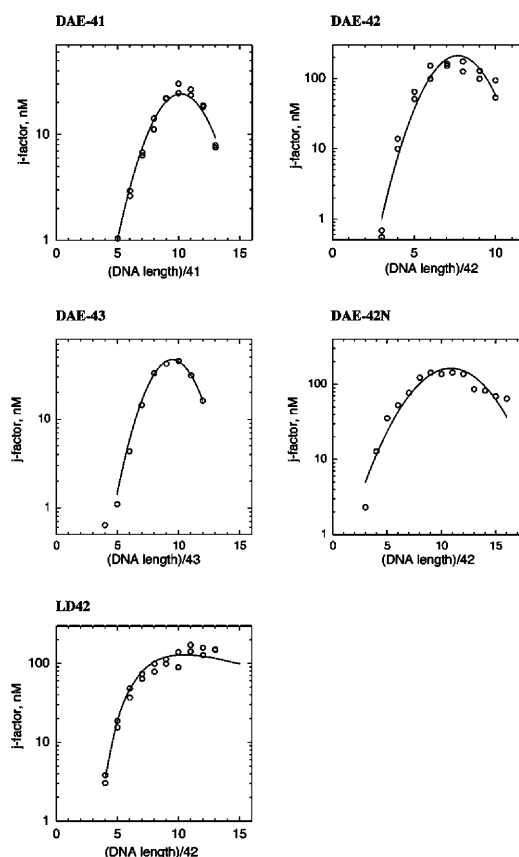 DAE-41
j-factor, nM
10
1
0
5
10
15
(DNA length)/41
DAE-42
j-factor, nM
100
10
1
0
5
10
15
(DNA length)/42
DAE-43
j-factor, nM
10
1
0
5
10
15
(DNA length)/43
DAE-42N
j-factor, nM
100
10
1
0
5
10
15
(DNA length)/42
LD42
j-factor, nM
100
10
1
0
5
10
15
(DNA length)/42